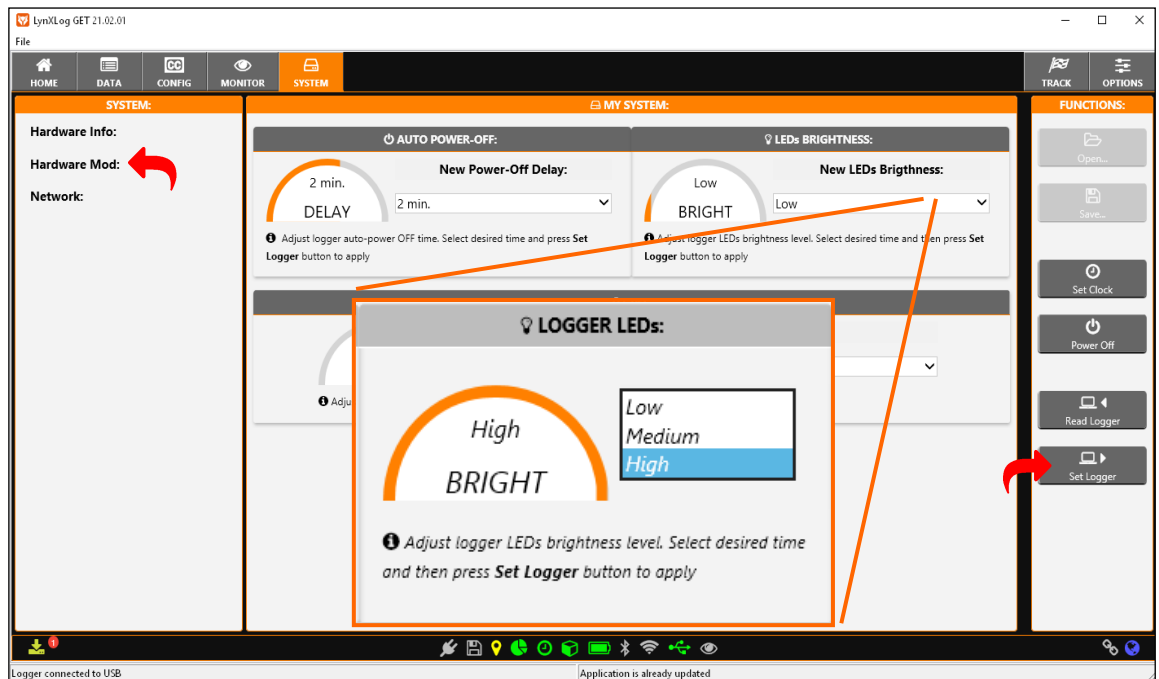 LynXLog GET 21.02.01
File
HOME
DATA
CONFIG
MONITOR
SYSTEM
TRACK
OPTIONS
SYSTEM:
Hardware Info:
Hardware Mod:
Network:
MY SYSTEM:
AUTO POWER-OFF:
2 min.
DELAY
New Power-Off Delay:
2 min.
Adjust logger auto-power OFF time. Select desired time and press Set
Logger button to apply
LEDs BRIGHTNESS:
Low
BRIGHT
New LEDs Brigthness:
Low
Adjust logger LEDs brightness level. Select desired time and then press Set
Logger button to apply
LOGGER LEDs:
High
BRIGHT
Low
Medium
High
Adjust logger LEDs brightness level. Select desired time
and then press Set Logger button to apply
FUNCTIONS:
Open...
Save...
Set Clock
Power Off
Read Logger
Set Logger
1
Logger connected to USB
Application is already updated